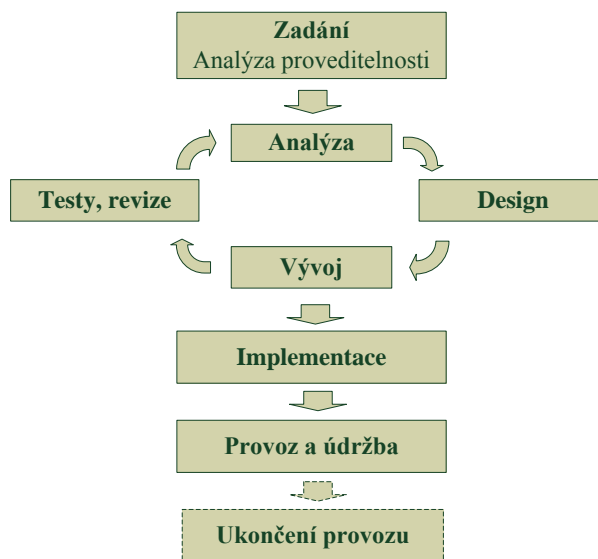 Zadání
Analýza proveditelnosti
Analýza
Testy, revize
Design
Vývoj
Implementace
Provoz a údržba
Ukončení provozu